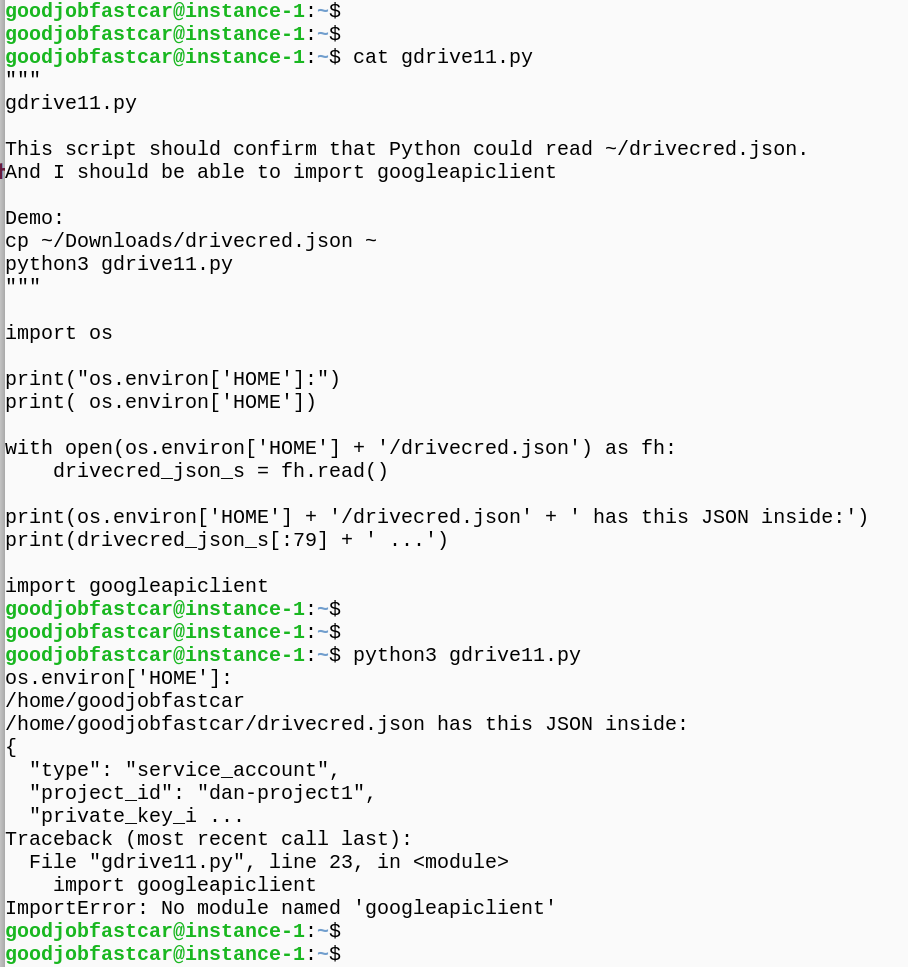 goodjobfastcar@instance-1:~$
goodjobfastcar@instance-1:~$
goodjobfastcar@instance-1:~$ cat gdrive11.py
"""
gdrive11.py

This script should confirm that Python could read ~/drivecred.json.
And I should be able to import googleapiclient

Demo:
cp ~/Downloads/drivecred.json ~
python3 gdrive11.py
"""

import os

print("os.environ['HOME']:")
print( os.environ['HOME'])

with open(os.environ['HOME'] + '/drivecred.json') as fh:
    drivecred_json_s = fh.read()

print(os.environ['HOME'] + '/drivecred.json' + ' has this JSON inside:')
print(drivecred_json_s[:79] + ' ...')

import googleapiclient
goodjobfastcar@instance-1:~$
goodjobfastcar@instance-1:~$
goodjobfastcar@instance-1:~$ python3 gdrive11.py
os.environ['HOME']:
/home/goodjobfastcar
/home/goodjobfastcar/drivecred.json has this JSON inside:
{
  "type": "service_account",
  "project_id": "dan-project1",
  "private_key_i ...
Traceback (most recent call last):
  File "gdrive11.py", line 23, in <module>
    import googleapiclient
ImportError: No module named 'googleapiclient'
goodjobfastcar@instance-1:~$
goodjobfastcar@instance-1:~$